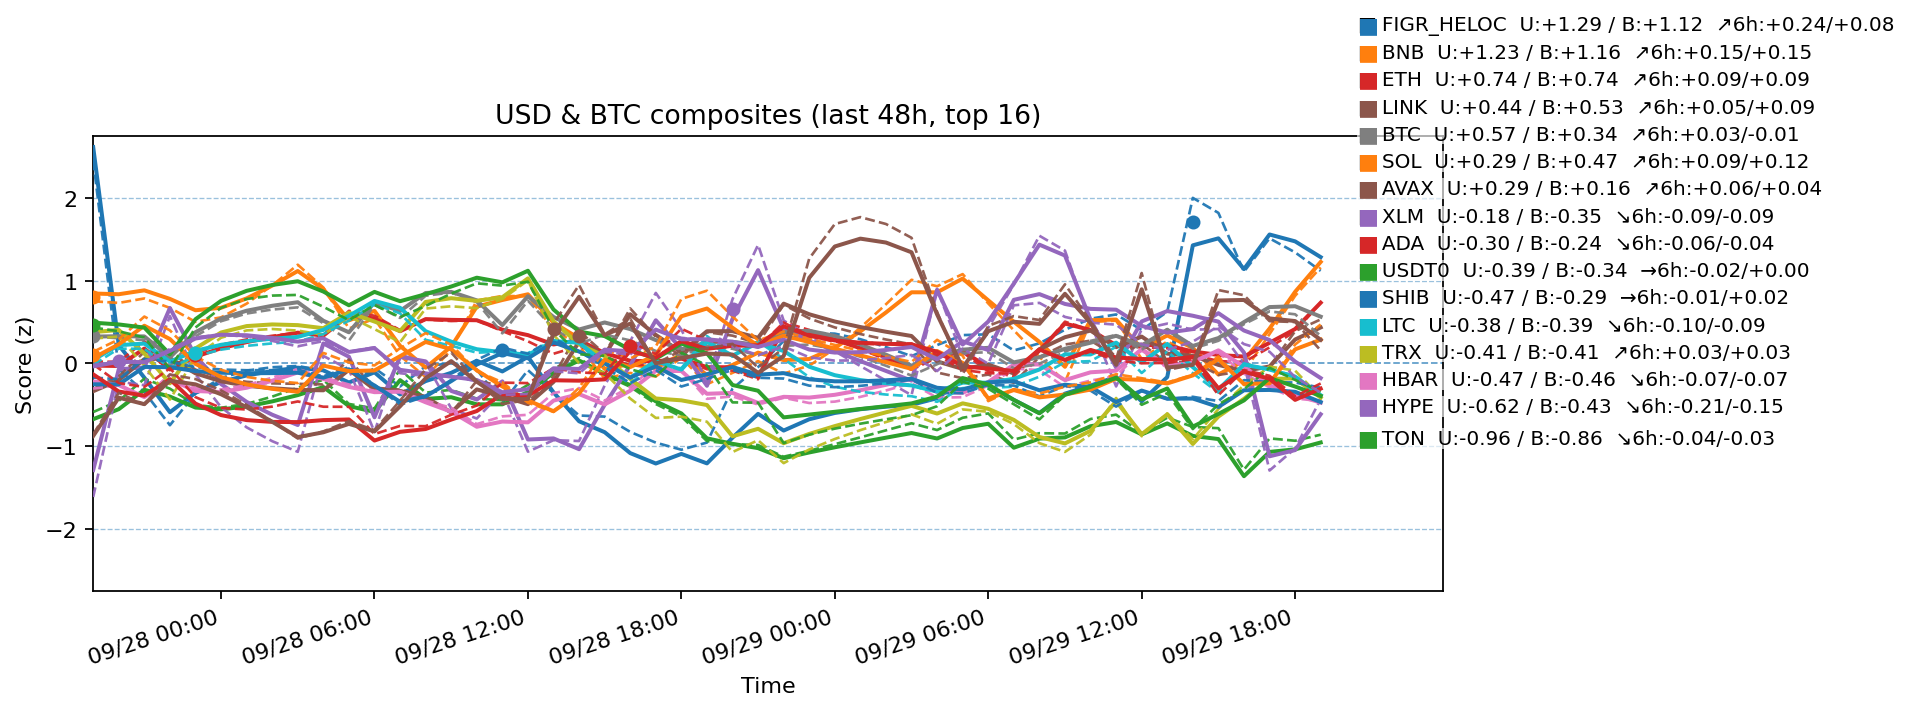 FIGR_HELOC U:+1.29 / B:+1.12 ↗6h:+0.24/+0.08
BNB U:+1.23 / B:+1.16 ↗6h:+0.15/+0.15
ETH U:+0.74 / B:+0.74 ↗6h:+0.09/+0.09
LINK U:+0.44 / B:+0.53 ↗6h:+0.05/+0.09
BTC U:+0.57 / B:+0.34 ↗6h:+0.03/-0.01
SOL U:+0.29 / B:+0.47 ↗6h:+0.09/+0.12
AVAX U:+0.29 / B:+0.16 ↗6h:+0.06/+0.04
XLM U:-0.18 / B:-0.35 ↘6h:-0.09/-0.09
ADA U:-0.30 / B:-0.24 ↘6h:-0.06/-0.04
USDT0 U:-0.39 / B:-0.34 →6h:-0.02/+0.00
SHIB U:-0.47 / B:-0.29 →6h:-0.01/+0.02
LTC U:-0.38 / B:-0.39 ↘6h:-0.10/-0.09
TRX U:-0.41 / B:-0.41 ↗6h:+0.03/+0.03
HBAR U:-0.47 / B:-0.46 ↘6h:-0.07/-0.07
HYPE U:-0.62 / B:-0.43 ↘6h:-0.21/-0.15
TON U:-0.96 / B:-0.86 ↘6h:-0.04/-0.03
USD & BTC composites (last 48h, top 16)
Score (z)
2
1
0
−1
−2
09/28 00:00
09/28 06:00
09/28 12:00
09/28 18:00
09/29 00:00
09/29 06:00
09/29 12:00
09/29 18:00
Time